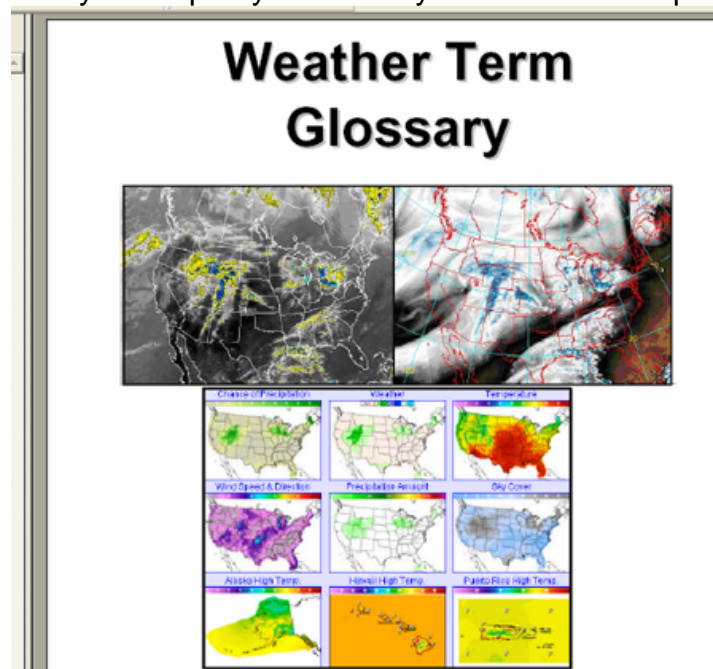 Weather Term
Glossary
Chance of Precipitation
Weather
Temperature
Wind Speed & Direction
Precipitation Amount
Sky Cover
Alaska High Temp.
Hawaii High Temp.
Puerto Rico High Temp.